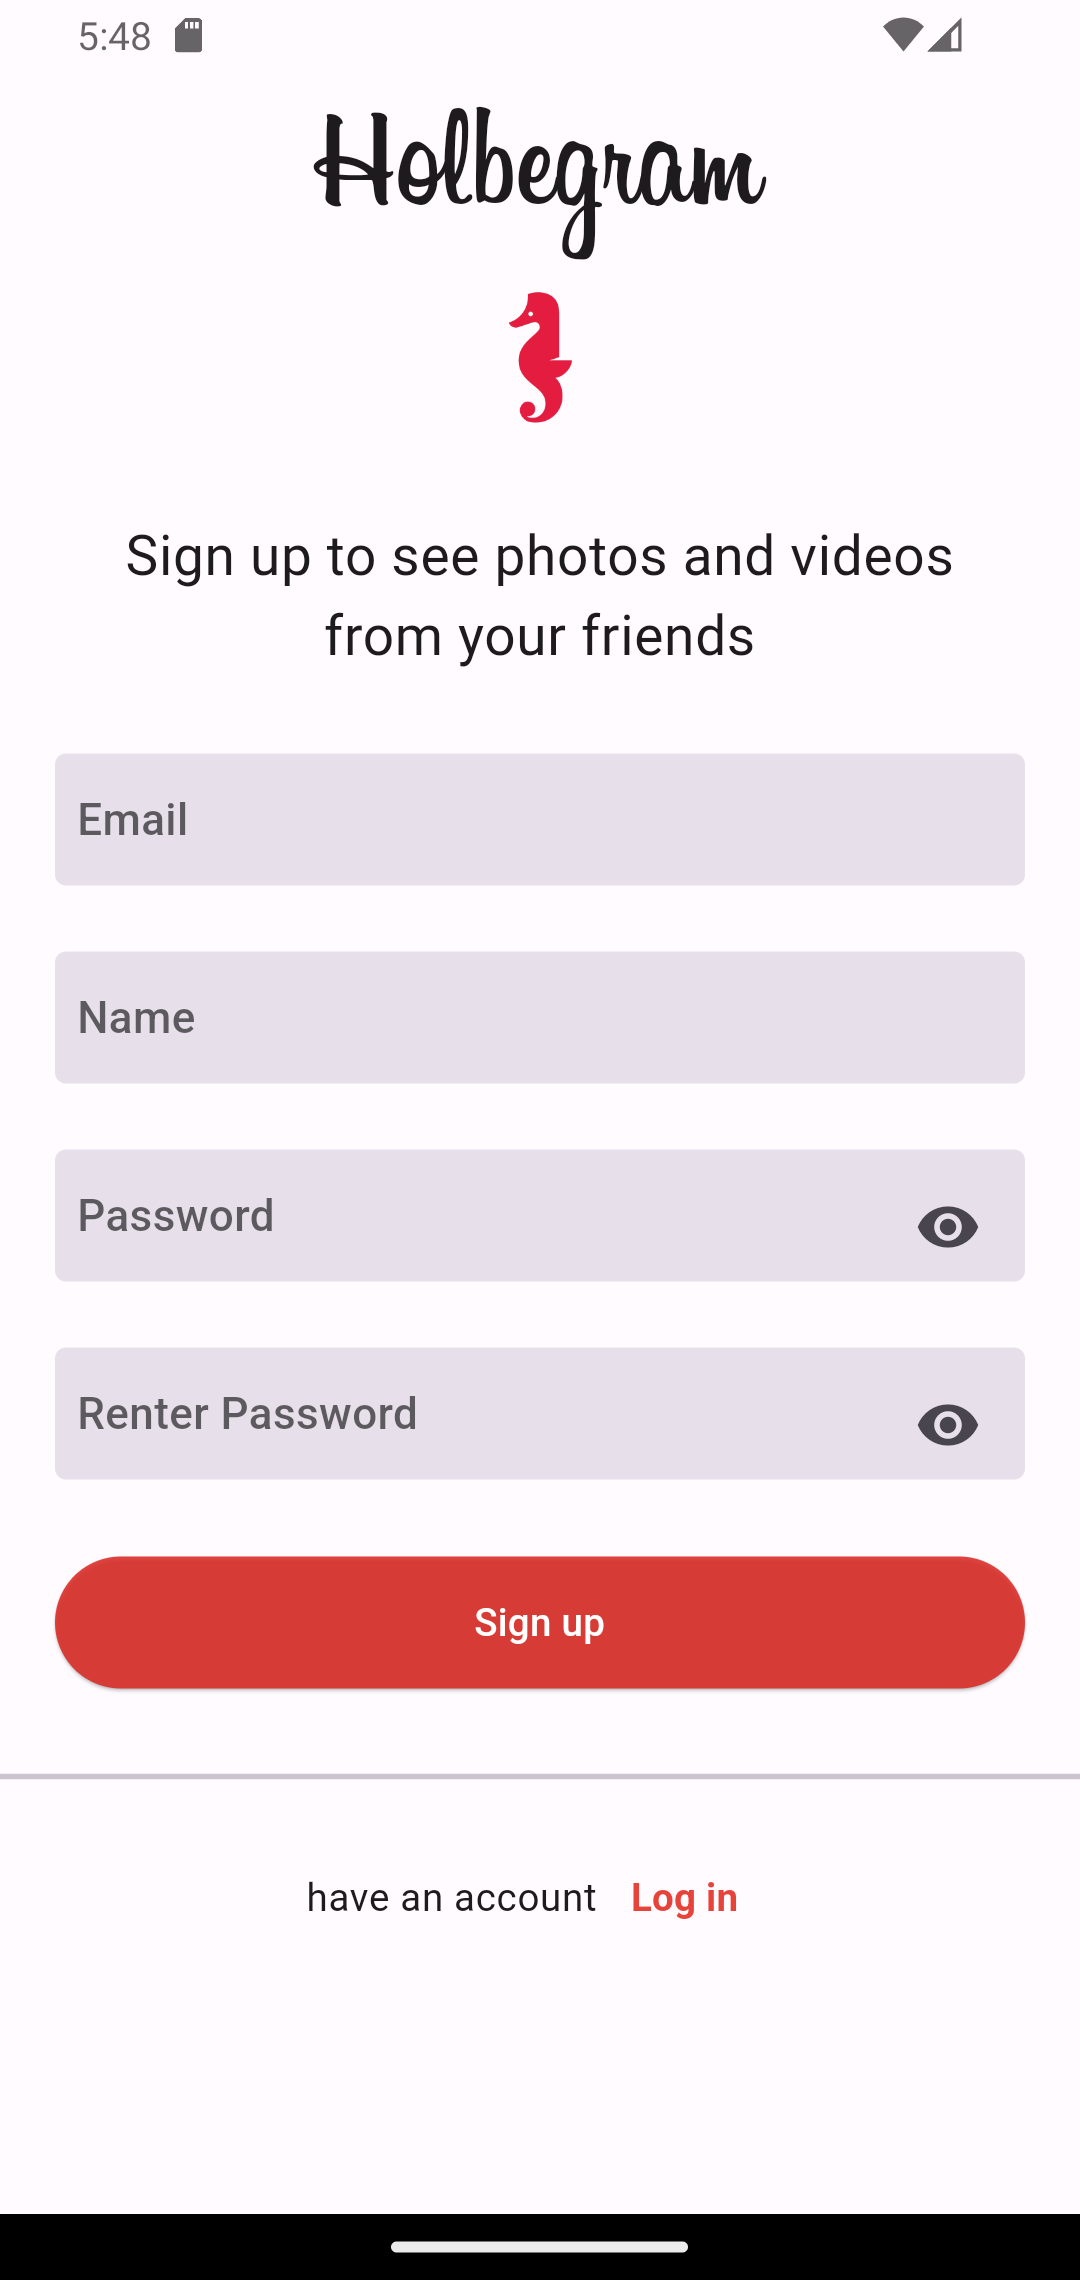 5:48
Holbegram
Sign up to see photos and videos
from your friends
Email
Name
Password
Renter Password
Sign up
have an account Log in